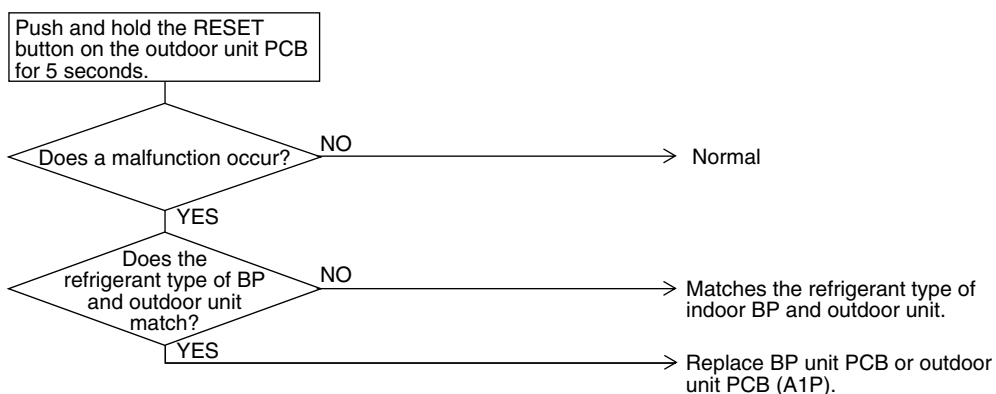 Push and hold the RESET
button on the outdoor unit PCB
for 5 seconds.
Does a malfunction occur?
NO
Normal
YES
Does the
refrigerant type of BP
and outdoor unit
match?
NO
Matches the refrigerant type of
indoor BP and outdoor unit.
YES
Replace BP unit PCB or outdoor
unit PCB (A1P).